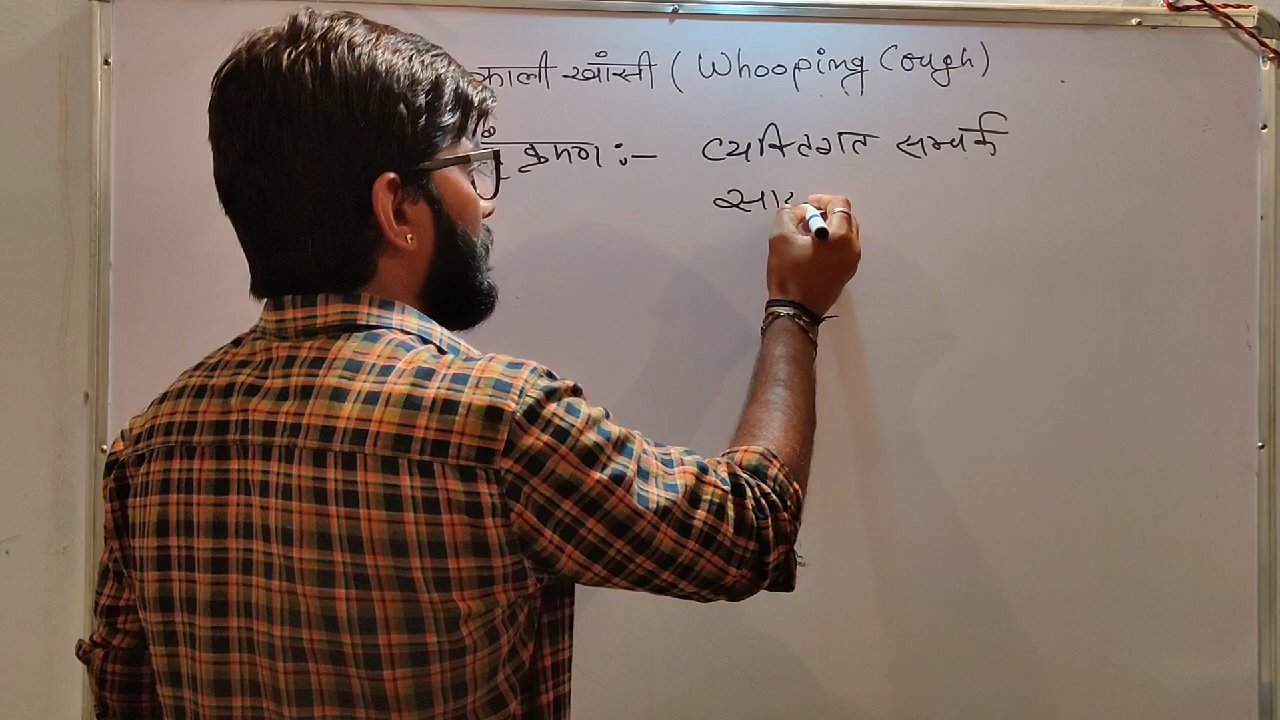 काली खांसी (Whooping Cough)
संक्रमण :- व्यक्तिगत सम्पर्क